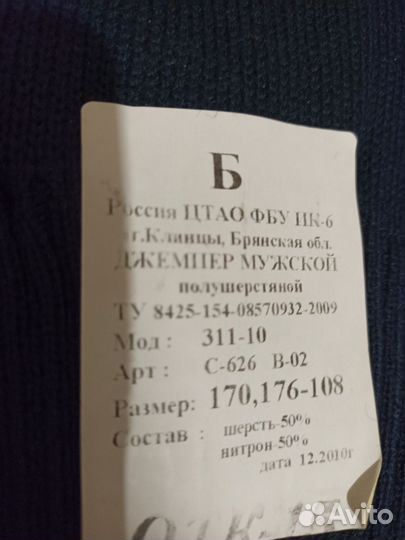 Б
Россия ЦТАО ФБУ ИК-6
г.Клинцы, Брянская обл.
ДЖЕМПЕР МУЖСКОЙ
полушерстяной
ТУ 8425-154-08570932-2009
Мод : 311-10
Арт : С-626 В-02
Размер: 170,176-108
Состав : шерсть-50%
нитрон-50%
дата 12.2010г
Avito